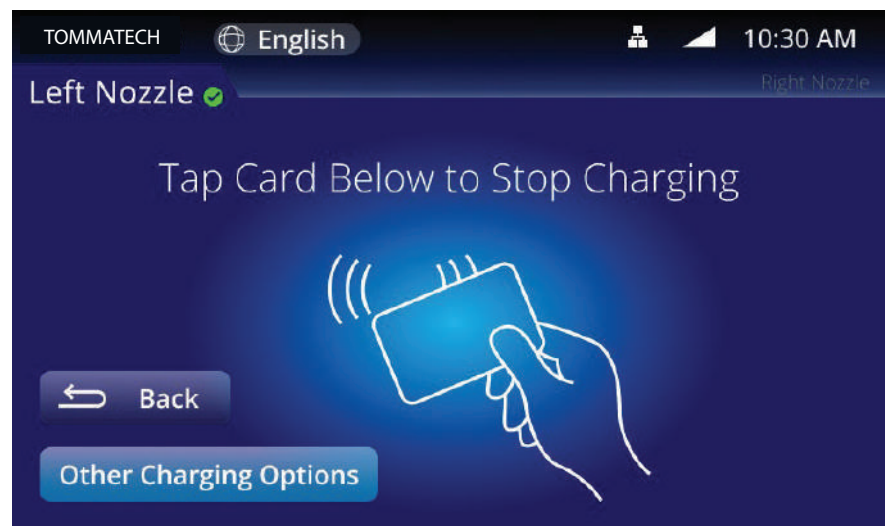 TOMMATECH English 10:30 AM
Left Nozzle Right Nozzle
Tap Card Below to Stop Charging
Back
Other Charging Options